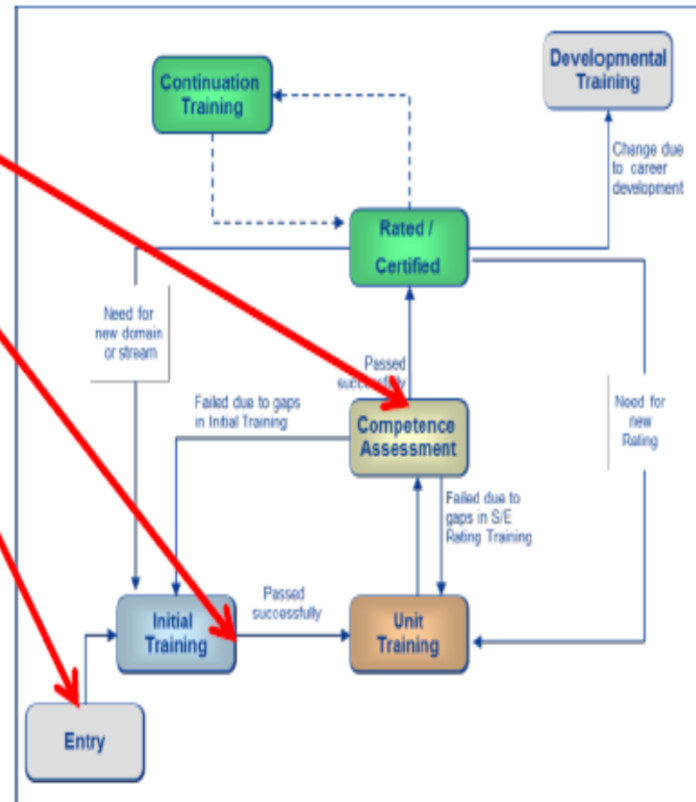 Continuation
Training
Developmental
Training
Change due
to career
development
Rated /
Certified
Need for
new domain
or stream
Passed
successfully
Failed due to gaps
in Initial Training
Competence
Assessment
Need for
new
Rating
Failed due to
gaps in S/E
Rating Training
Initial
Training
Passed
successfully
Unit
Training
Entry